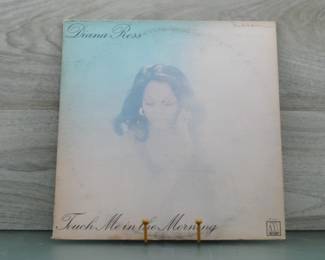 Diana Ross
Touch Me in the Morning